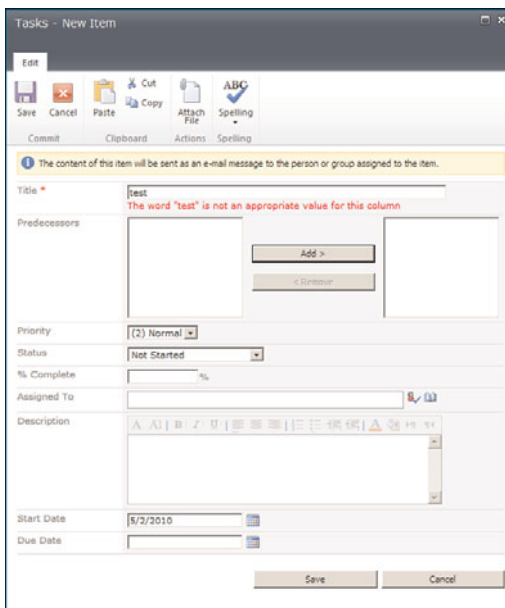 Tasks - New Item
Edit
Save
Cancel
Paste
Cut
Copy
Attach File
ABC
Spelling
Commit
Clipboard
Actions
Spelling
The content of this item will be sent as an e-mail message to the person or group assigned to the item.
Title *
test
The word "test" is not an appropriate value for this column
Predecessors
Add >
< Remove
Priority
(2) Normal
Status
Not Started
% Complete
%
Assigned To
Description
A A1 B I U
A
Start Date
5/2/2010
Due Date
Save
Cancel